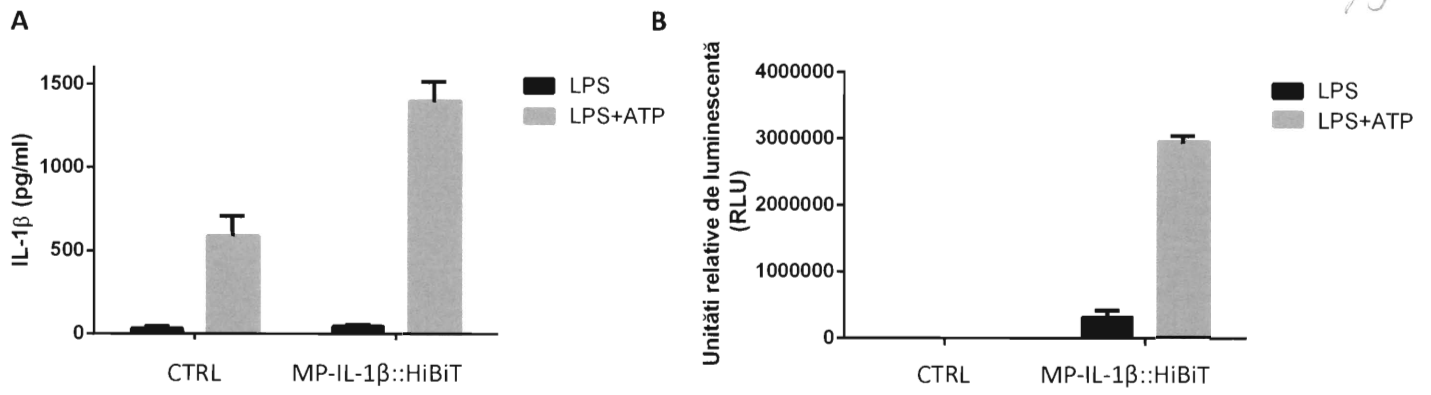 A
IL-1β (pg/ml)
1500
1000
500
0
CTRL
MP-IL-1β::HiBiT
LPS
LPS+ATP
B
Unități relative de luminescentă
(RLU)
4000000
3000000
2000000
1000000
0
CTRL
MP-IL-1β::HiBiT
LPS
LPS+ATP